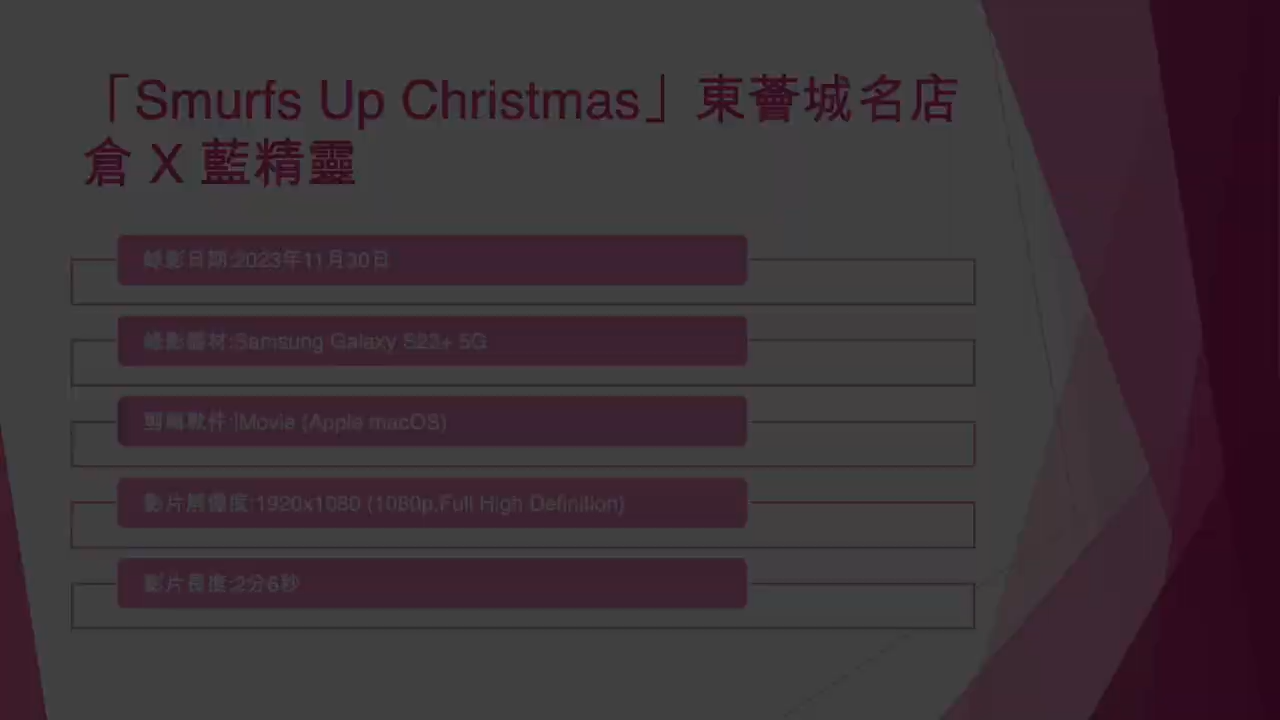 「Smurfs Up Christmas」東薈城名店
倉 X 藍精靈
錄影日期:2023年11月30日
錄影器材:Samsung Galaxy S22+ 5G
剪輯軟件:iMovie (Apple macOS)
影片解像度:1920x1080 (1080p,Full High Definition)
影片長度:2分6秒